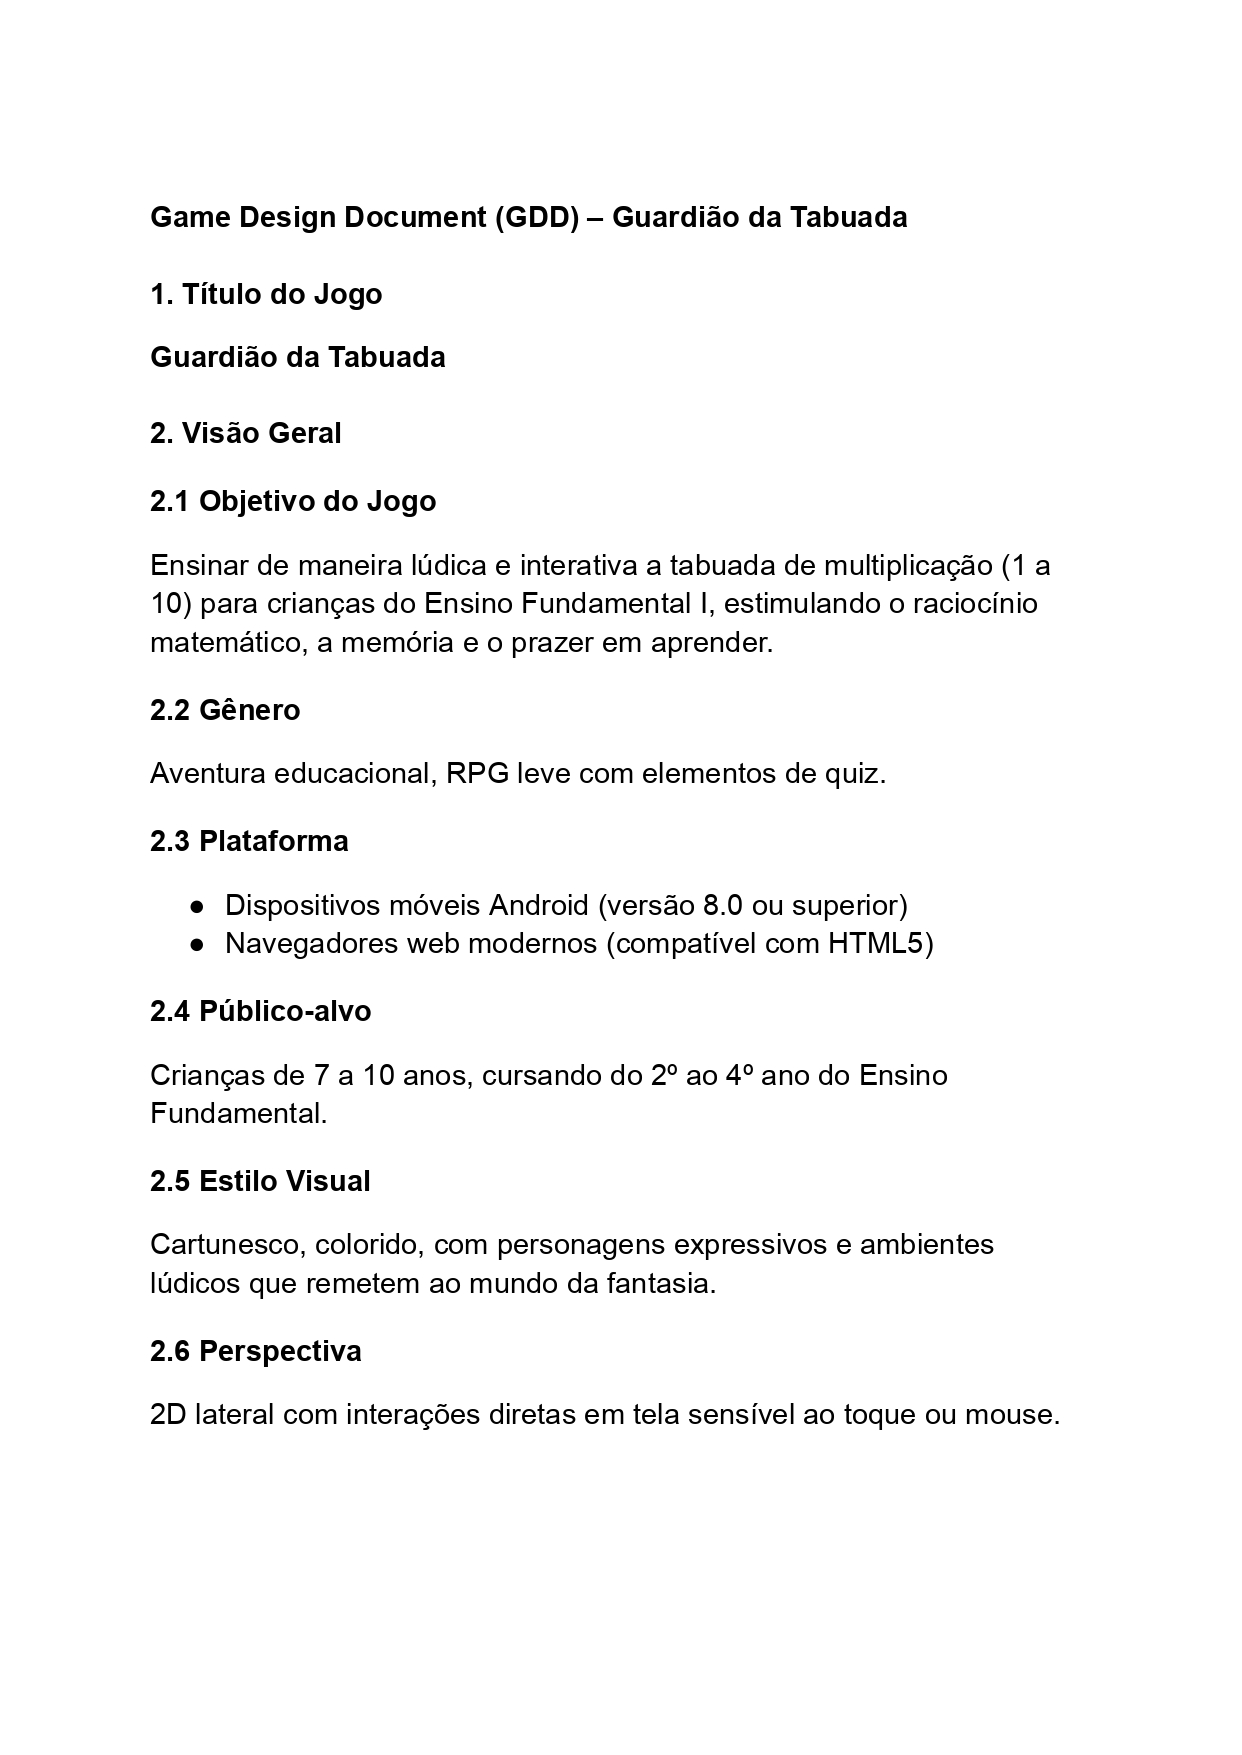 Game Design Document (GDD) – Guardião da Tabuada
1. Título do Jogo
Guardião da Tabuada
2. Visão Geral
2.1 Objetivo do Jogo
Ensinar de maneira lúdica e interativa a tabuada de multiplicação (1 a
10) para crianças do Ensino Fundamental I, estimulando o raciocínio
matemático, a memória e o prazer em aprender.
2.2 Gênero
Aventura educacional, RPG leve com elementos de quiz.
2.3 Plataforma
● Dispositivos móveis Android (versão 8.0 ou superior)
● Navegadores web modernos (compatível com HTML5)
2.4 Público-alvo
Crianças de 7 a 10 anos, cursando do 2º ao 4º ano do Ensino
Fundamental.
2.5 Estilo Visual
Cartunesco, colorido, com personagens expressivos e ambientes
lúdicos que remetem ao mundo da fantasia.
2.6 Perspectiva
2D lateral com interações diretas em tela sensível ao toque ou mouse.